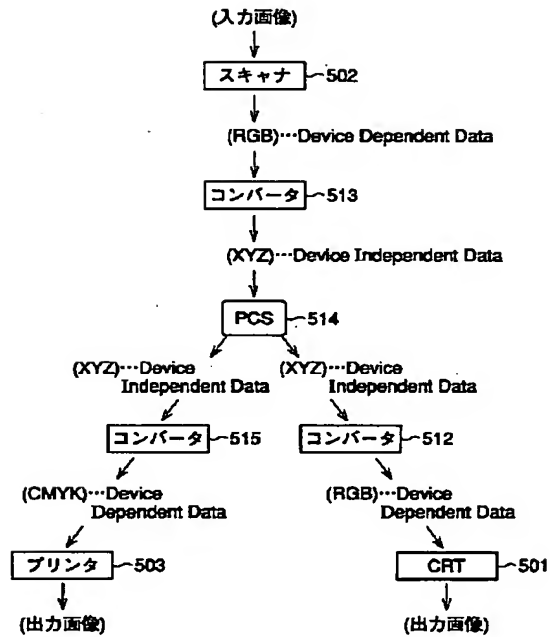 (入力画像)
スキャナ 502
(RGB)…Device Dependent Data
コンバータ 513
(XYZ)…Device Independent Data
PCS 514
(XYZ)…Device
Independent Data
(XYZ)…Device
Independent Data
コンバータ 515
コンバータ 512
(CMYK)…Device
Dependent Data
(RGB)…Device
Dependent Data
プリンタ 503
CRT 501
(出力画像)
(出力画像)